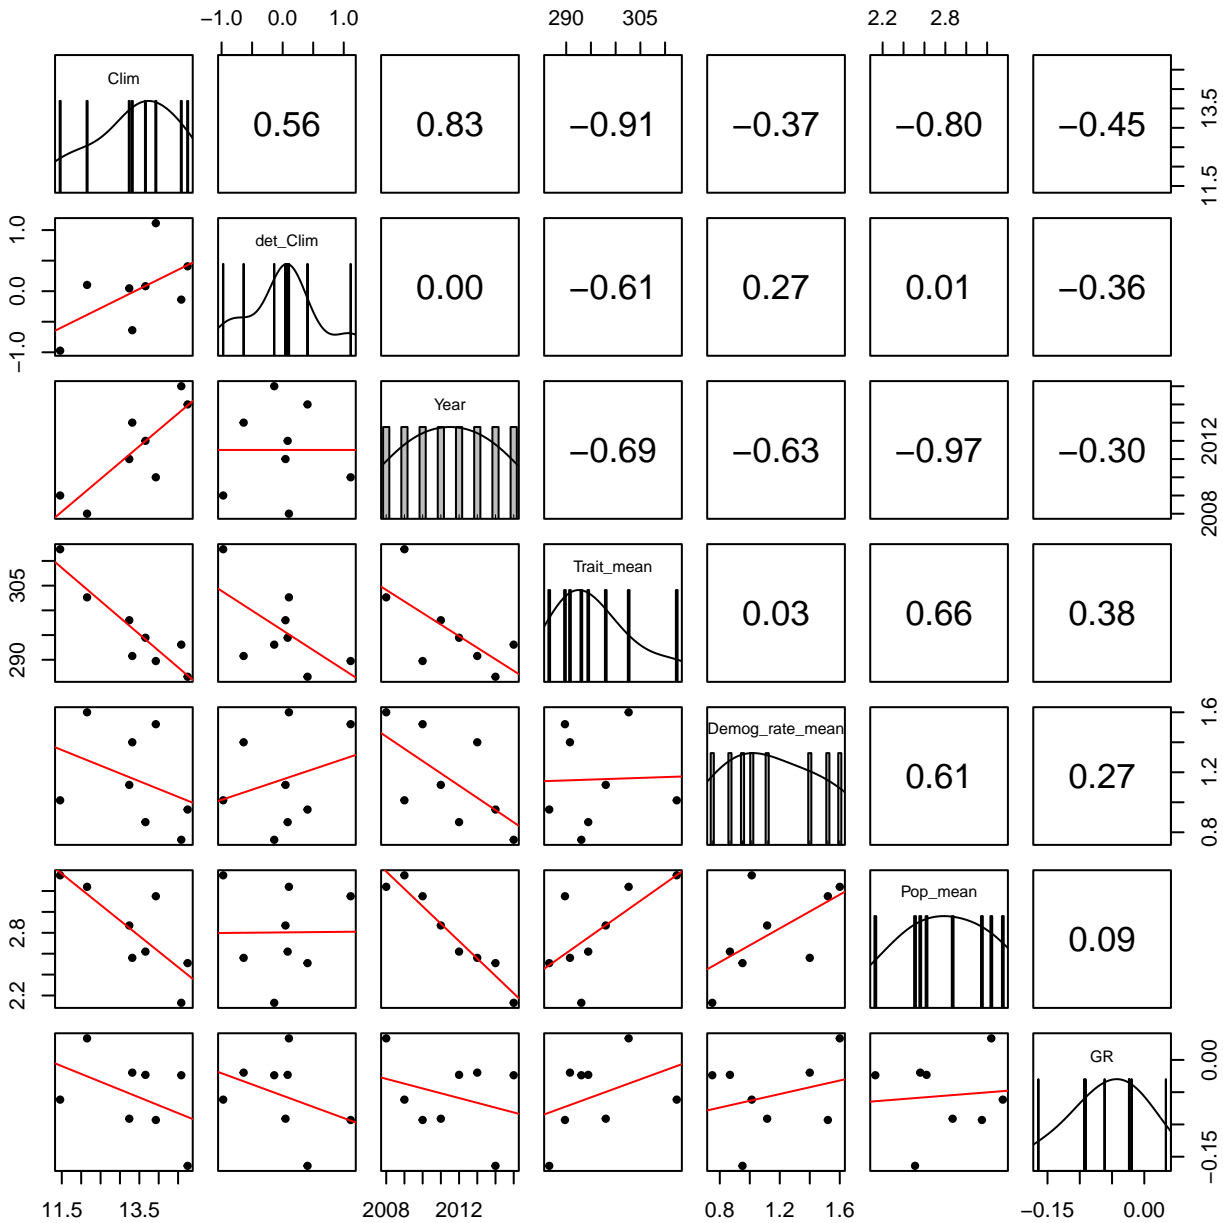 −1.0 0.0 1.0 290 305 2.2 2.8
Clim 0.56 0.83 −0.91 −0.37 −0.80 −0.45 11.5 13.5
−1.0 0.0 1.0 det_Clim 0.00 −0.61 0.27 0.01 −0.36
Year −0.69 −0.63 −0.97 −0.30 2008 2012
290 305 Trait_mean 0.03 0.66 0.38
Demog_rate_mean 0.61 0.27 0.8 1.2 1.6
2.2 2.8 Pop_mean 0.09
GR −0.15 0.00
11.5 13.5 2008 2012 0.8 1.2 1.6 −0.15 0.00